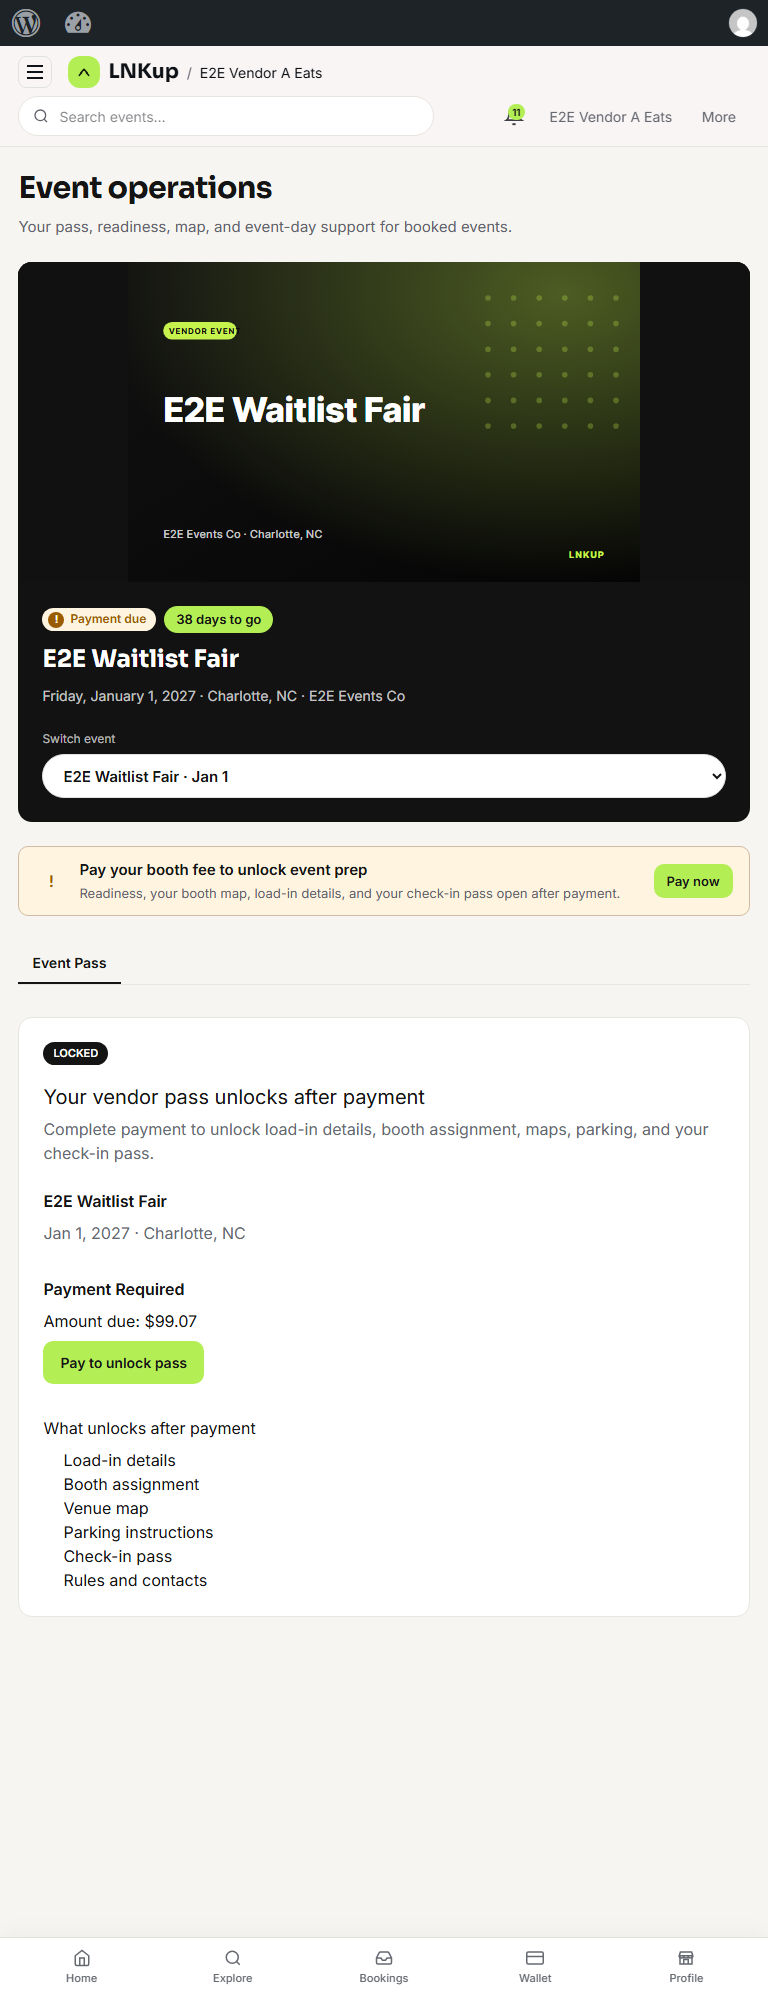 LNKup / E2E Vendor A Eats
Search events...
11
E2E Vendor A Eats
More
Event operations
Your pass, readiness, map, and event-day support for booked events.
VENDOR EVENT
E2E Waitlist Fair
E2E Events Co · Charlotte, NC
LNKUP
! Payment due
38 days to go
E2E Waitlist Fair
Friday, January 1, 2027 · Charlotte, NC · E2E Events Co
Switch event
E2E Waitlist Fair · Jan 1
! Pay your booth fee to unlock event prep
Readiness, your booth map, load-in details, and your check-in pass open after payment.
Pay now
Event Pass
LOCKED
Your vendor pass unlocks after payment
Complete payment to unlock load-in details, booth assignment, maps, parking, and your
check-in pass.
E2E Waitlist Fair
Jan 1, 2027 · Charlotte, NC
Payment Required
Amount due: $99.07
Pay to unlock pass
What unlocks after payment
Load-in details
Booth assignment
Venue map
Parking instructions
Check-in pass
Rules and contacts
Home
Explore
Bookings
Wallet
Profile